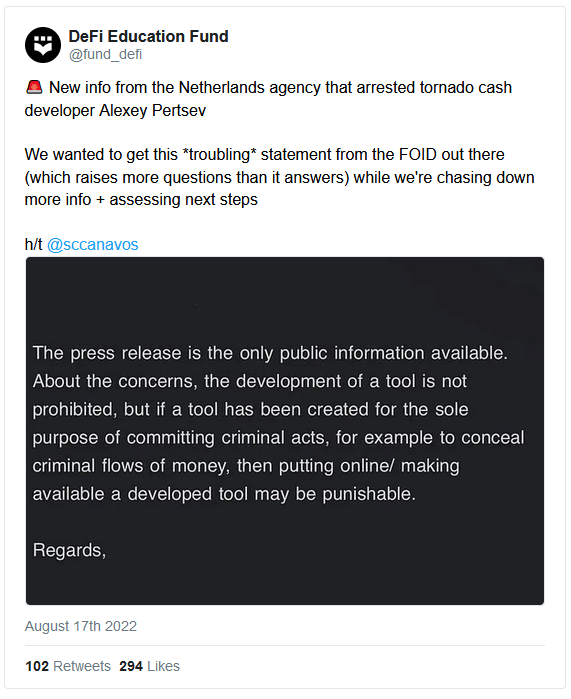 DeFi Education Fund
@fund_defi
🚨 New info from the Netherlands agency that arrested tornado cash
developer Alexey Pertsev
We wanted to get this *troubling* statement from the FOID out there
(which raises more questions than it answers) while we're chasing down
more info + assessing next steps
h/t @sccanavos
The press release is the only public information available.
About the concerns, the development of a tool is not
prohibited, but if a tool has been created for the sole
purpose of committing criminal acts, for example to conceal
criminal flows of money, then putting online/ making
available a developed tool may be punishable.
Regards,
August 17th 2022
102 Retweets 294 Likes